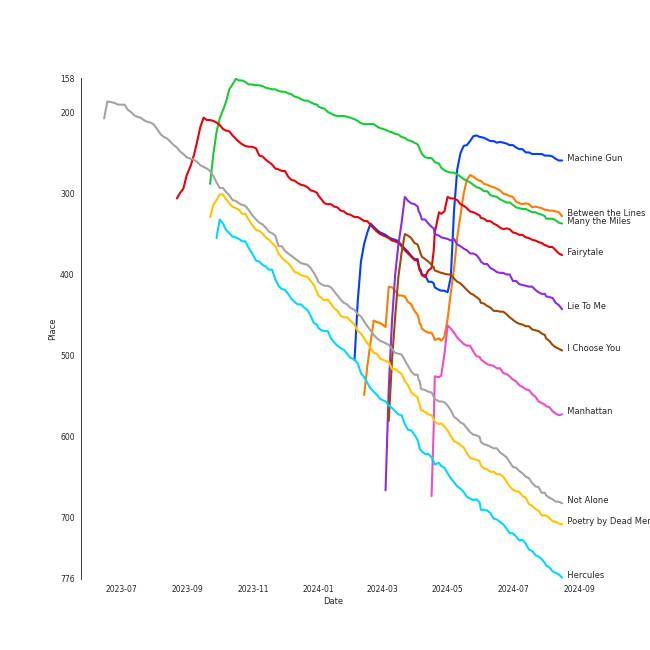 158
200
300
400
500
600
700
776
Place
2023-07
2023-09
2023-11
2024-01
2024-03
2024-05
2024-07
2024-09
Date
Machine Gun
Between the Lines
Many the Miles
Fairytale
Lie To Me
I Choose You
Manhattan
Not Alone
Poetry by Dead Mer
Hercules